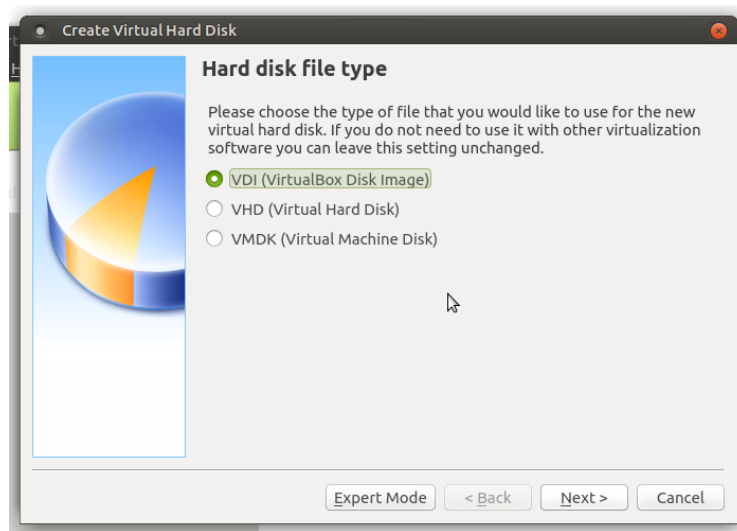 Create Virtual Hard Disk
Hard disk file type
Please choose the type of file that you would like to use for the new
virtual hard disk. If you do not need to use it with other virtualization
software you can leave this setting unchanged.
VDI (VirtualBox Disk Image)
VHD (Virtual Hard Disk)
VMDK (Virtual Machine Disk)
Expert Mode
< Back
Next >
Cancel